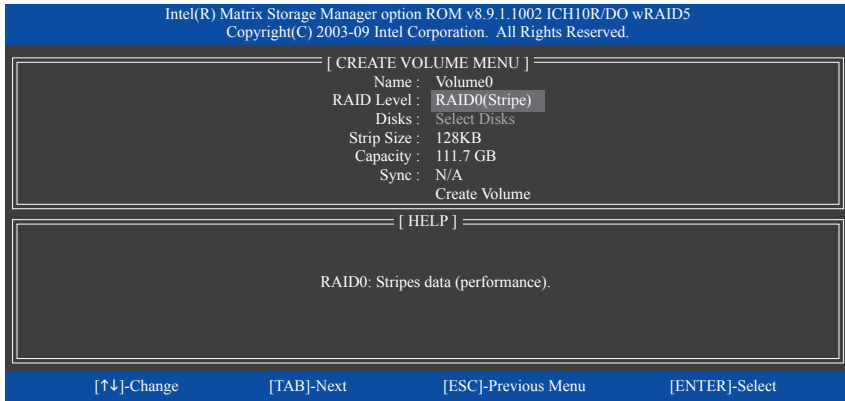 Intel(R) Matrix Storage Manager option ROM v8.9.1.1002 ICH10R/DO wRAID5
Copyright(C) 2003-09 Intel Corporation. All Rights Reserved.
[ CREATE VOLUME MENU ]
Name : Volume0
RAID Level : RAID0(Stripe)
Disks : Select Disks
Strip Size : 128KB
Capacity : 111.7 GB
Sync : N/A
Create Volume
[ HELP ]
RAID0: Stripes data (performance).
[↑↓]-Change [TAB]-Next [ESC]-Previous Menu [ENTER]-Select